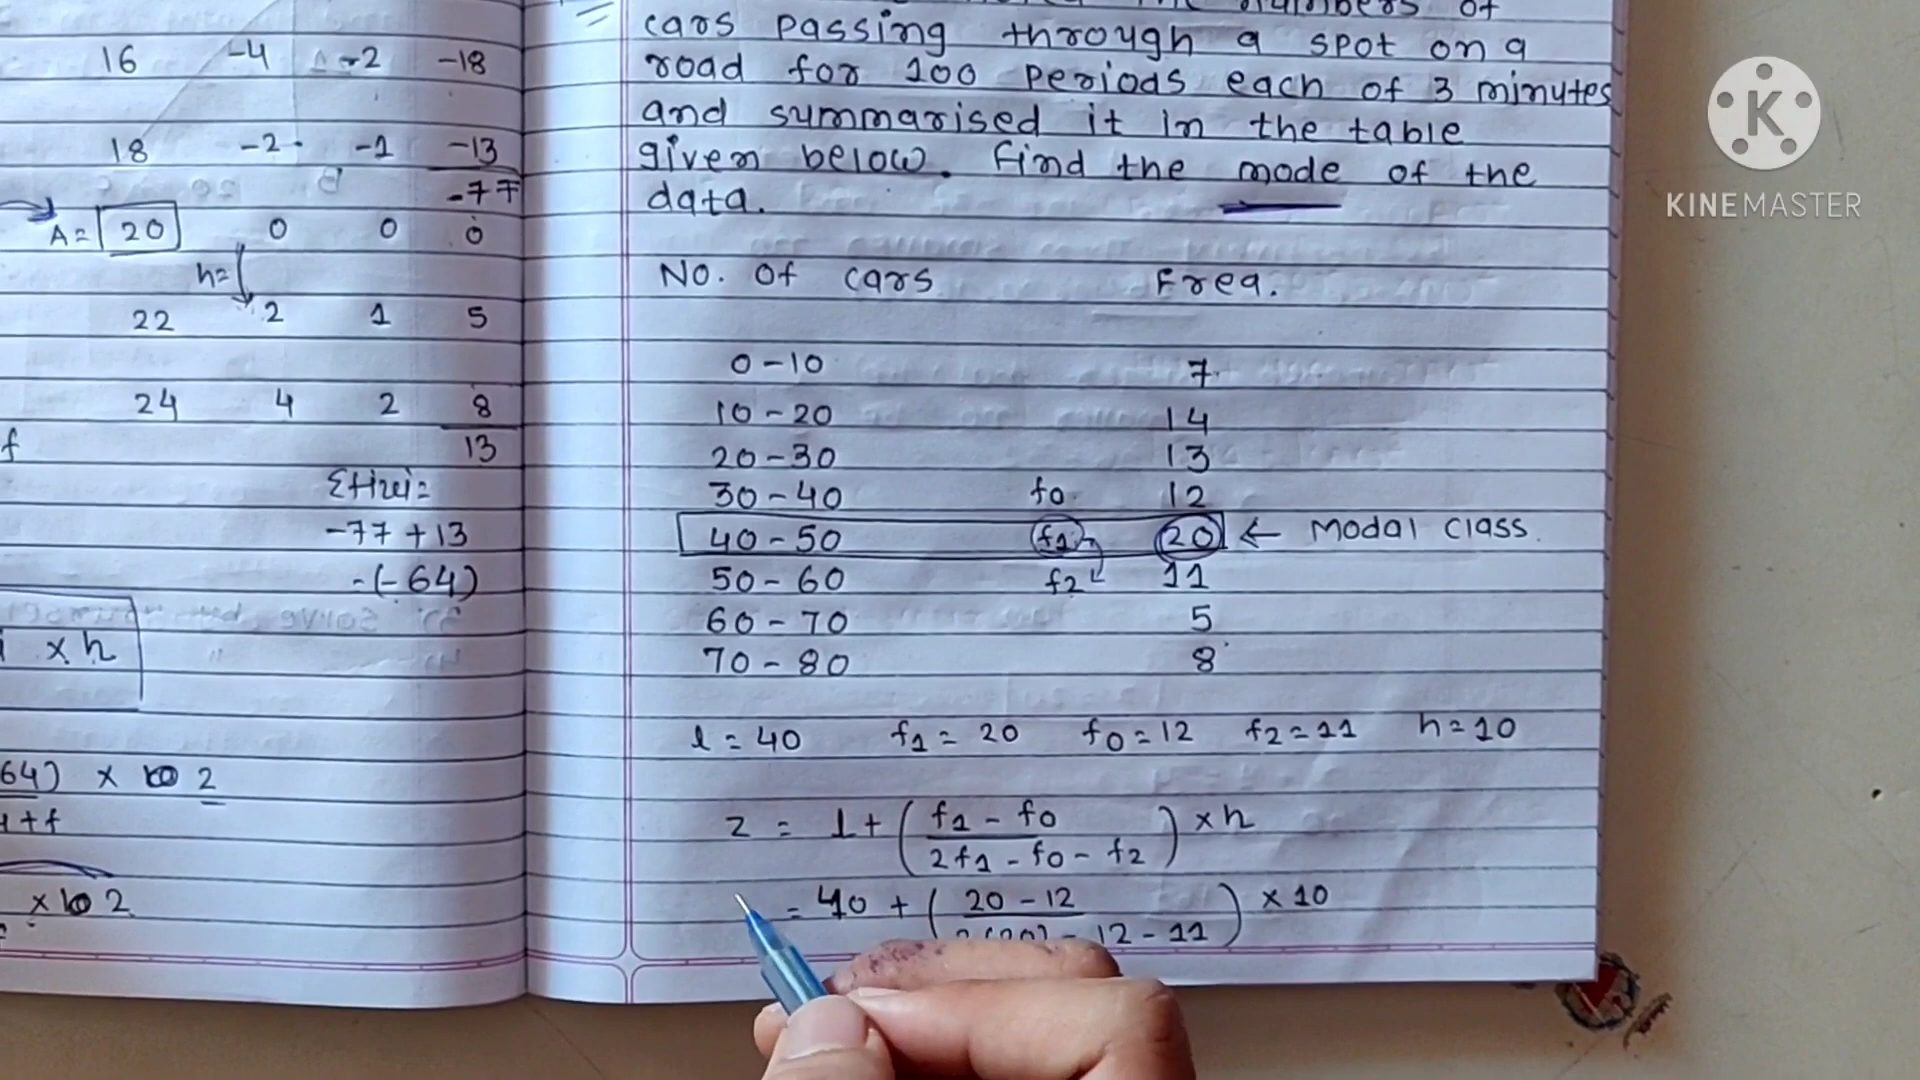 16 -4 -2 -18
18 -2 -1 -13
-77
A = 20 0 0 0
h=
22 2 1 5
24 4 2 8
f 13
Σfiui=
-77 + 13
= (-64)
x h
64) x 2
+f
x 2
numbers of
cars passing through a spot on a
road for 100 periods each of 3 minutes
and summarised it in the table
given below. Find the mode of the
data.
No. of cars Freq.
0-10 7
10-20 14
20-30 13
30-40 f0 12
40-50 f1 20 ← Modal Class.
50-60 f2 11
60-70 5
70-80 8
l = 40 f1 = 20 f0 = 12 f2 = 11 h = 10
z = l + ( f1 - f0 / 2f1 - f0 - f2 ) x h
= 40 + ( 20 - 12 / 2(20) - 12 - 11 ) x 10
K
KINEMASTER